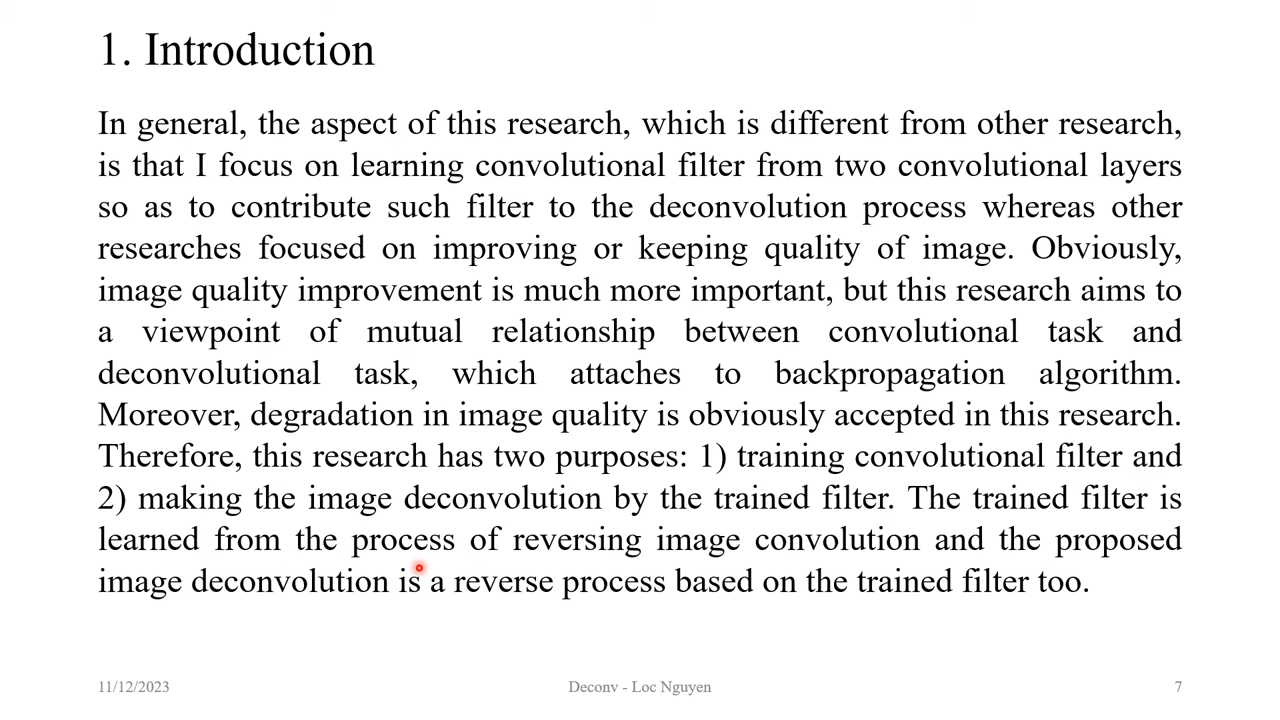 1. Introduction
In general, the aspect of this research, which is different from other research,
is that I focus on learning convolutional filter from two convolutional layers
so as to contribute such filter to the deconvolution process whereas other
researches focused on improving or keeping quality of image. Obviously,
image quality improvement is much more important, but this research aims to
a viewpoint of mutual relationship between convolutional task and
deconvolutional task, which attaches to backpropagation algorithm.
Moreover, degradation in image quality is obviously accepted in this research.
Therefore, this research has two purposes: 1) training convolutional filter and
2) making the image deconvolution by the trained filter. The trained filter is
learned from the process of reversing image convolution and the proposed
image deconvolution is a reverse process based on the trained filter too.
11/12/2023
Deconv - Loc Nguyen
7